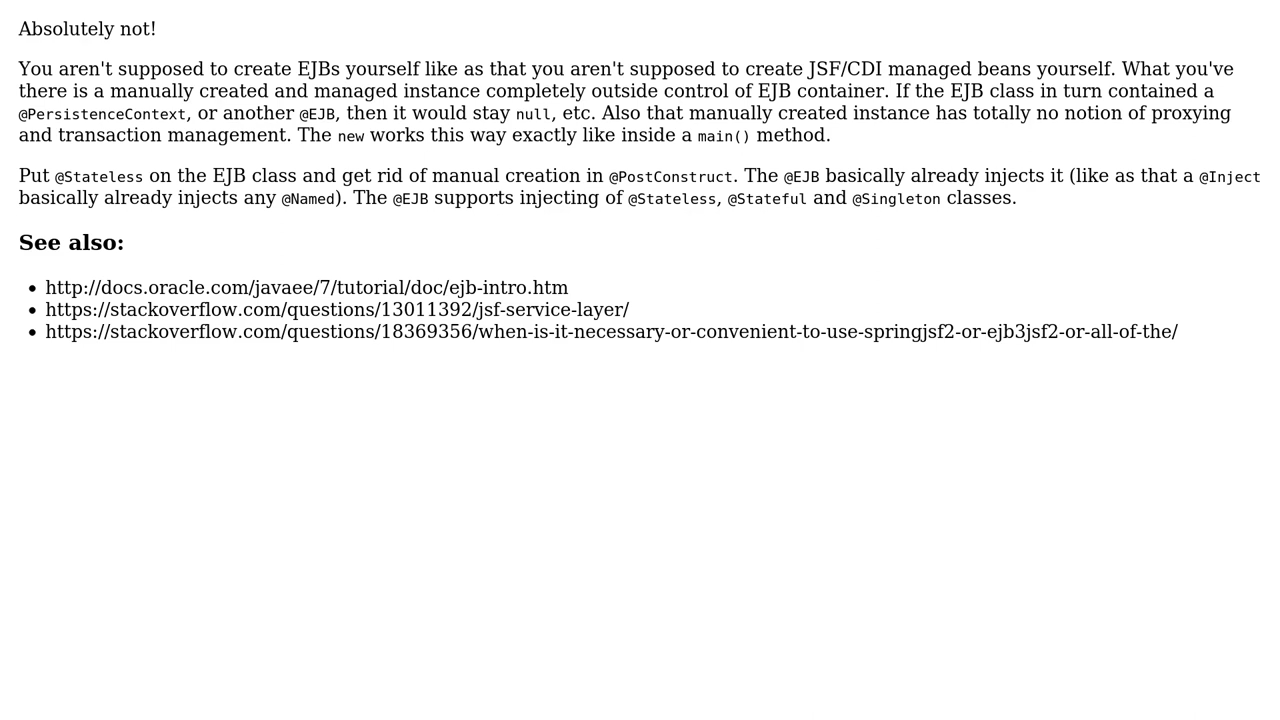 Absolutely not!
You aren't supposed to create EJBs yourself like as that you aren't supposed to create JSF/CDI managed beans yourself. What you've
there is a manually created and managed instance completely outside control of EJB container. If the EJB class in turn contained a
@PersistenceContext, or another @EJB, then it would stay null, etc. Also that manually created instance has totally no notion of proxying
and transaction management. The new works this way exactly like inside a main() method.
Put @Stateless on the EJB class and get rid of manual creation in @PostConstruct. The @EJB basically already injects it (like as that a @Inject
basically already injects any @Named). The @EJB supports injecting of @Stateless, @Stateful and @Singleton classes.
See also:
• http://docs.oracle.com/javaee/7/tutorial/doc/ejb-intro.htm
• https://stackoverflow.com/questions/13011392/jsf-service-layer/
• https://stackoverflow.com/questions/18369356/when-is-it-necessary-or-convenient-to-use-springjsf2-or-ejb3jsf2-or-all-of-the/